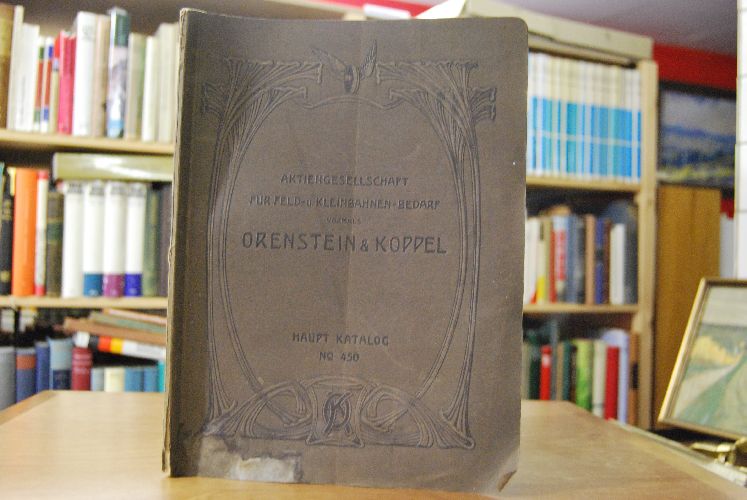 AKTIENGESELLSCHAFT
FÜR FELD- U KLEINBAHNEN-BEDARF
VORMALS
ORENSTEIN & KOPPEL
HAUPT KATALOG
NO 450